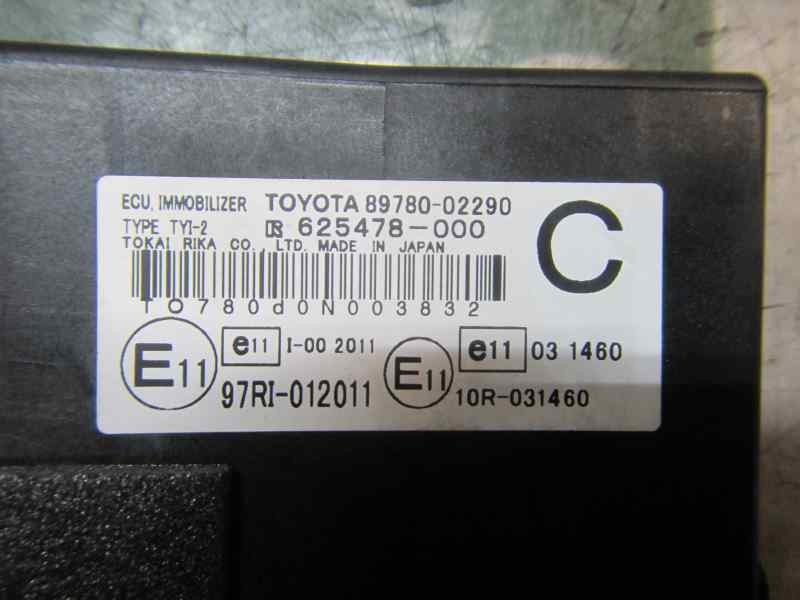 ECU, IMMOBILIZER TOYOTA 89780-02290
TYPE TYI-2 R 625478-000
TOKAI RIKA CO., LTD. MADE IN JAPAN
C
TO780d0N003832
E11 e11 I-00 2011 E11 e11 03 1460
97RI-012011 10R-031460